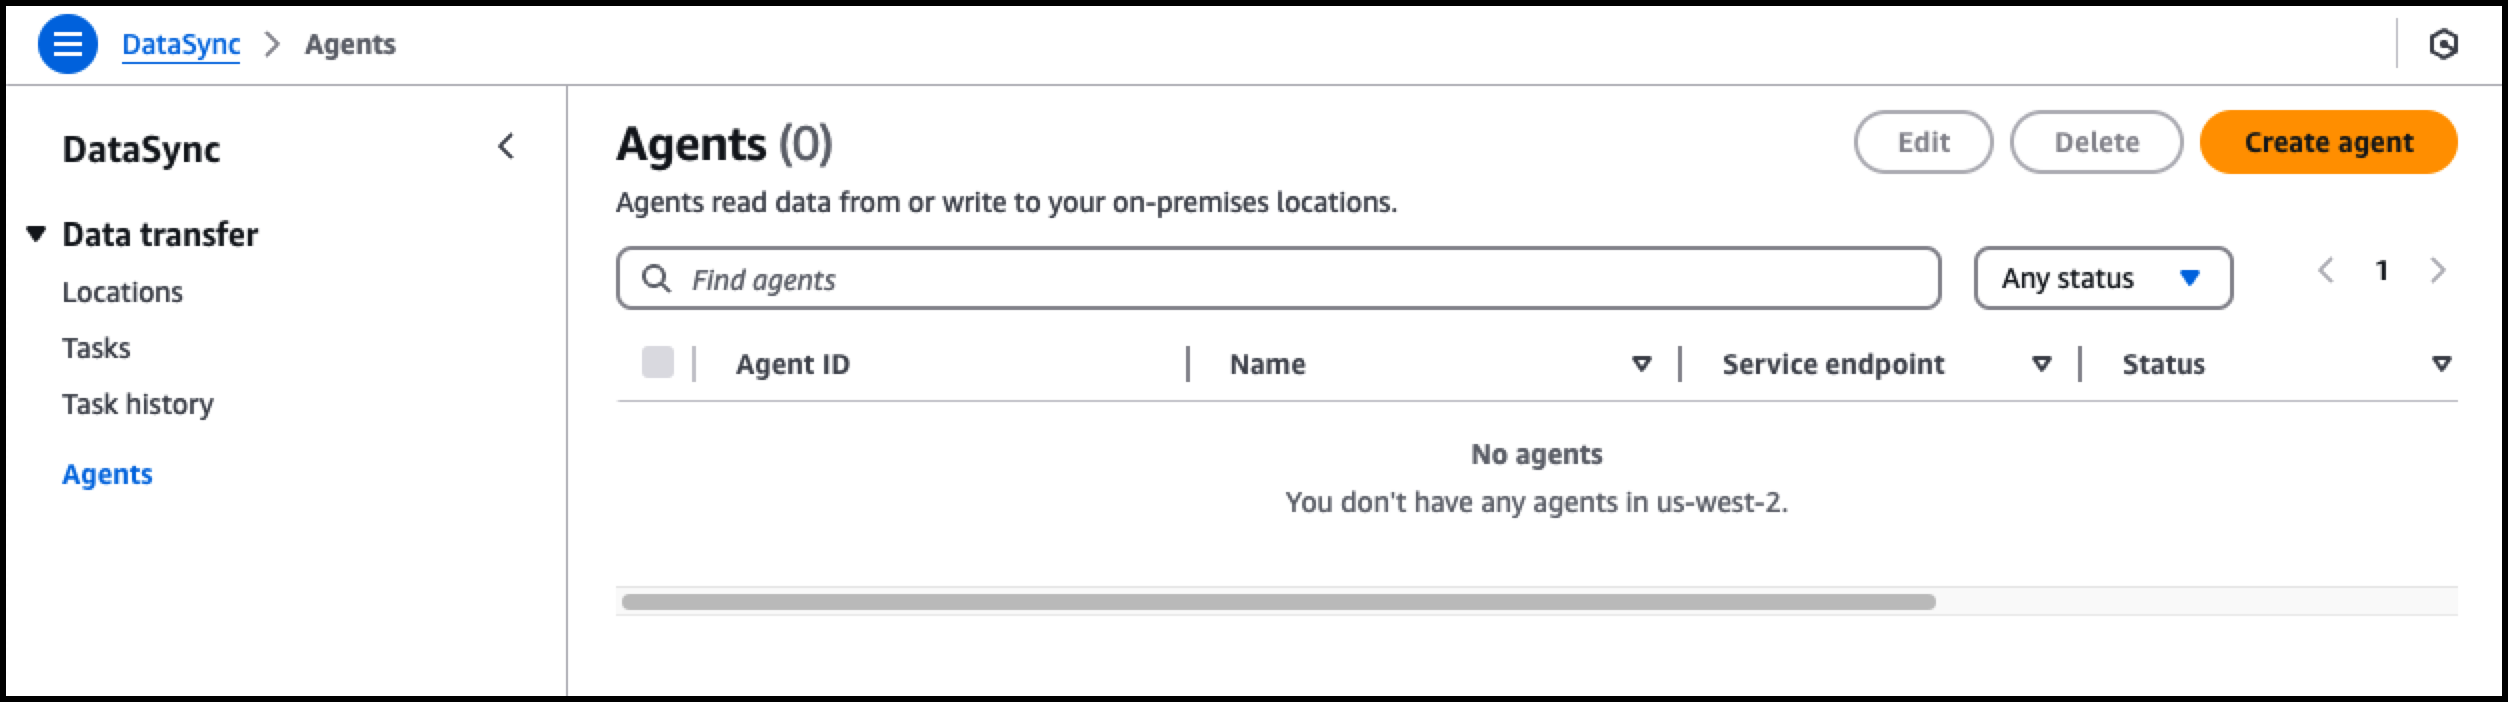 DataSync > Agents
DataSync
Data transfer
Locations
Tasks
Task history
Agents
Agents (0)
Edit
Delete
Create agent
Agents read data from or write to your on-premises locations.
Find agents
Any status
1
Agent ID
Name
Service endpoint
Status
No agents
You don't have any agents in us-west-2.